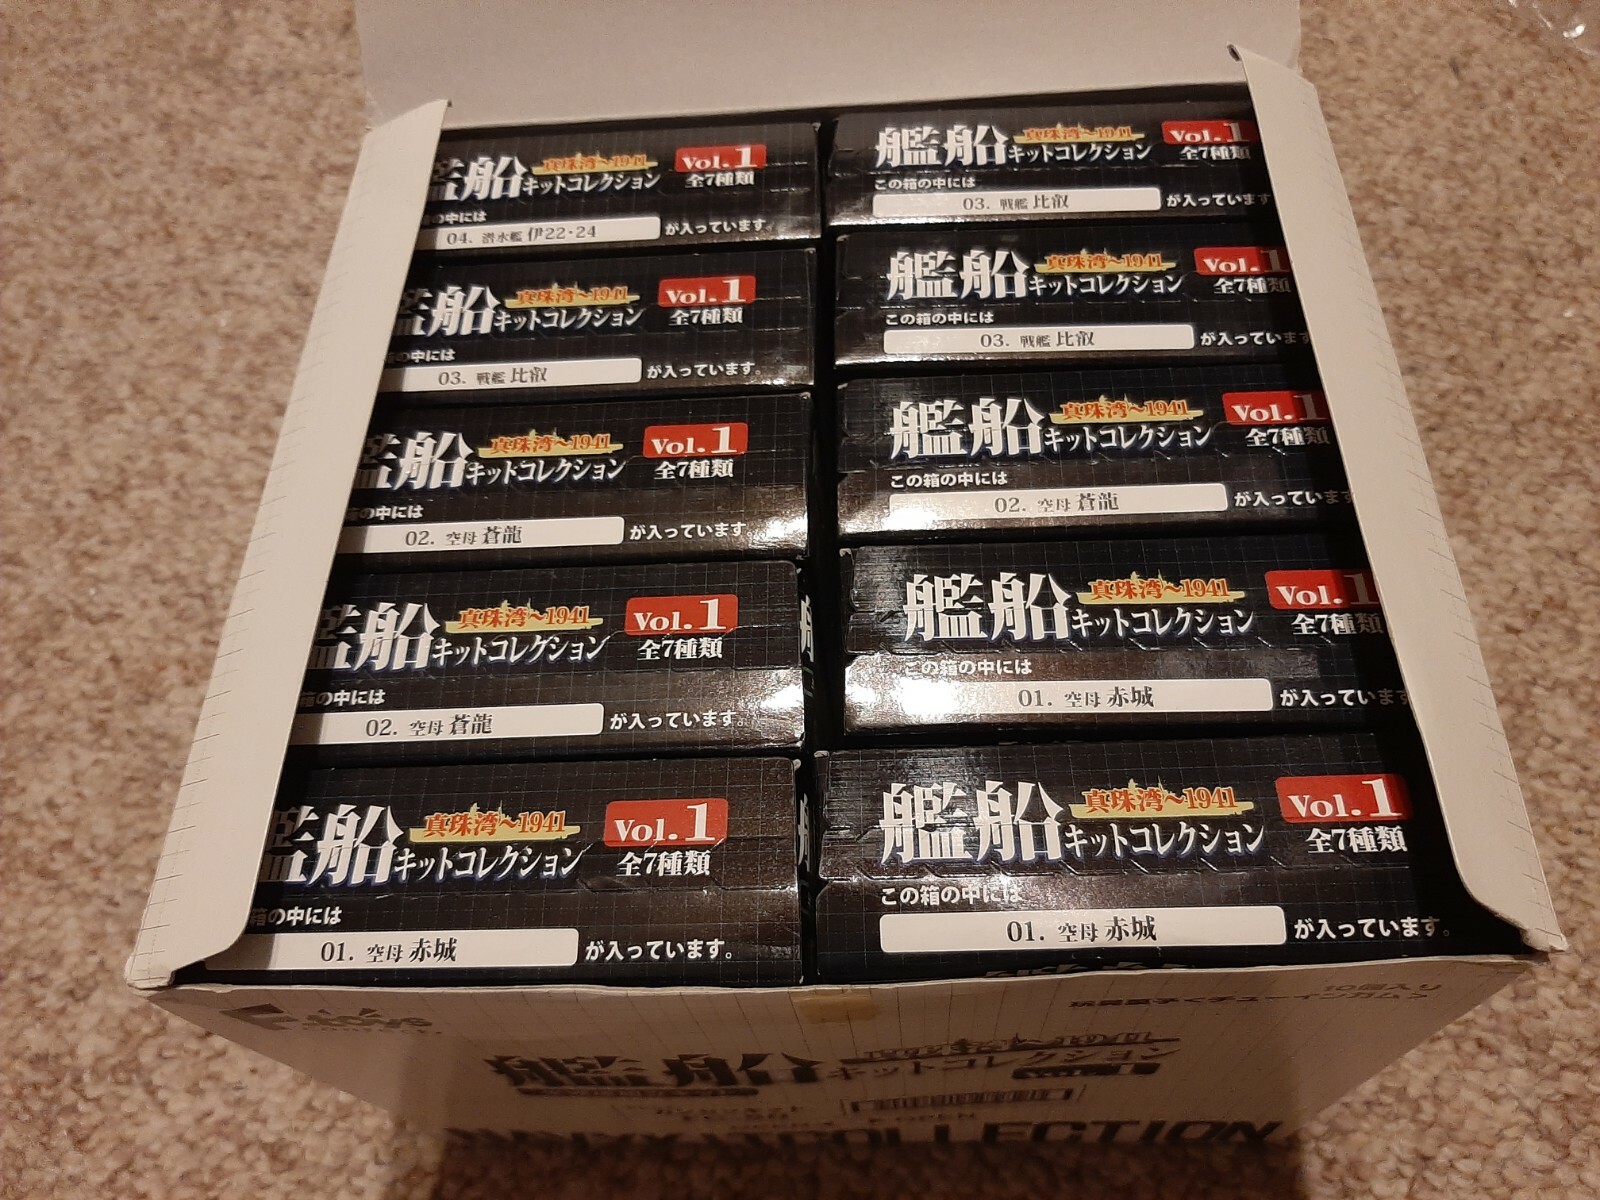 船 真珠湾～1941 キットコレクション Vol.1 全7種類
の中には
04. 潜水艦 伊22・24 が入っています。
艦船 真珠湾～1941 キットコレクション Vol.1 全7種類
この箱の中には
03. 戦艦 比叡 が入っています
船 真珠湾～1941 キットコレクション Vol.1 全7種類
の中には
03. 戦艦 比叡 が入っています。
艦船 真珠湾～1941 キットコレクション Vol.1 全7種類
この箱の中には
03. 戦艦 比叡 が入っています
船 真珠湾～1941 キットコレクション Vol.1 全7種類
の中には
02. 空母 蒼龍 が入っています。
艦船 真珠湾～1941 キットコレクション Vol.1 全7種類
この箱の中には
02. 空母 蒼龍 が入っています
船 真珠湾～1941 キットコレクション Vol.1 全7種類
箱の中には
02. 空母 蒼龍 が入っています。
艦船 真珠湾～1941 キットコレクション Vol.1 全7種類
この箱の中には
01. 空母 赤城 が入っています
船 真珠湾～1941 キットコレクション Vol.1 全7種類
箱の中には
01. 空母 赤城 が入っています。
艦船 真珠湾～1941 キットコレクション Vol.1 全7種類
この箱の中には
01. 空母 赤城 が入っています。
10個入り
玩具菓子<チューインガム>
艦船 キットコレクション
OPEN
COLLECTION